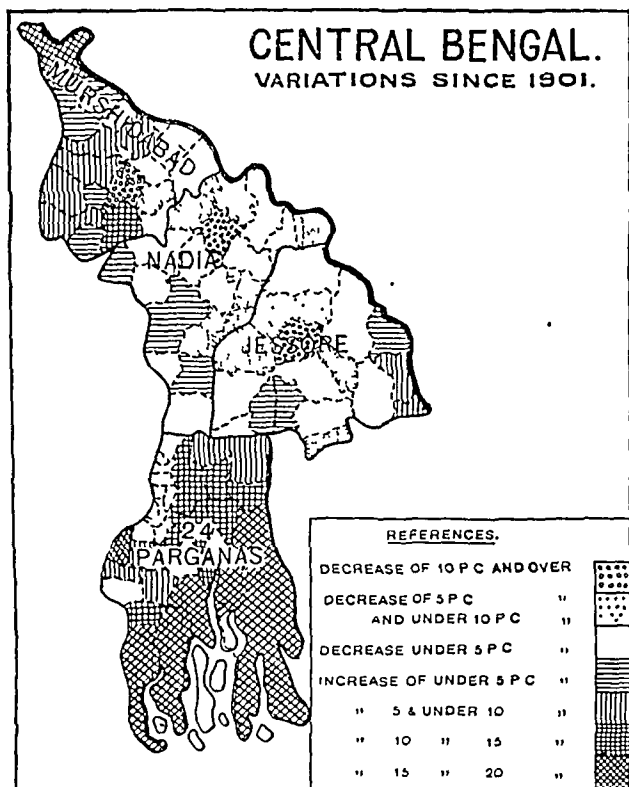 CENTRAL BENGAL.
VARIATIONS SINCE 1901.
MURSHIDABAD
NADIA
JESSORE
24
PARGANAS
REFERENCES.
DECREASE OF 10 P C AND OVER
DECREASE OF 5 P C "
AND UNDER 10 P C "
DECREASE UNDER 5 P C "
INCREASE OF UNDER 5 P C "
" 5 & UNDER 10 "
" 10 " 15 "
" 15 " 20 "